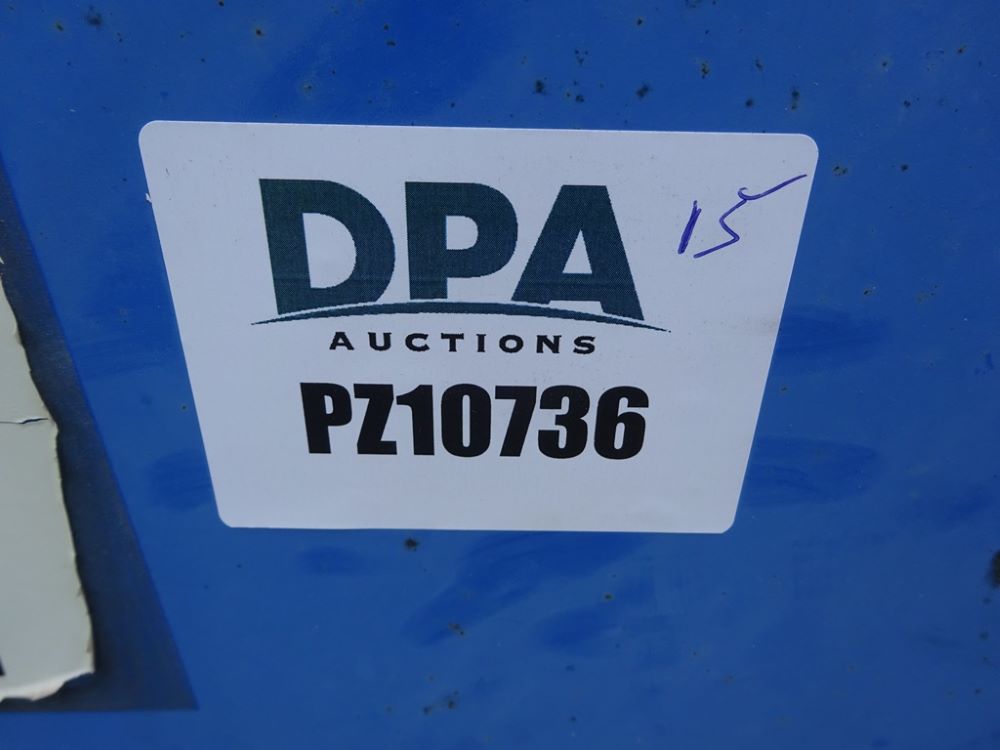 DPA
15
AUCTIONS
PZ10736